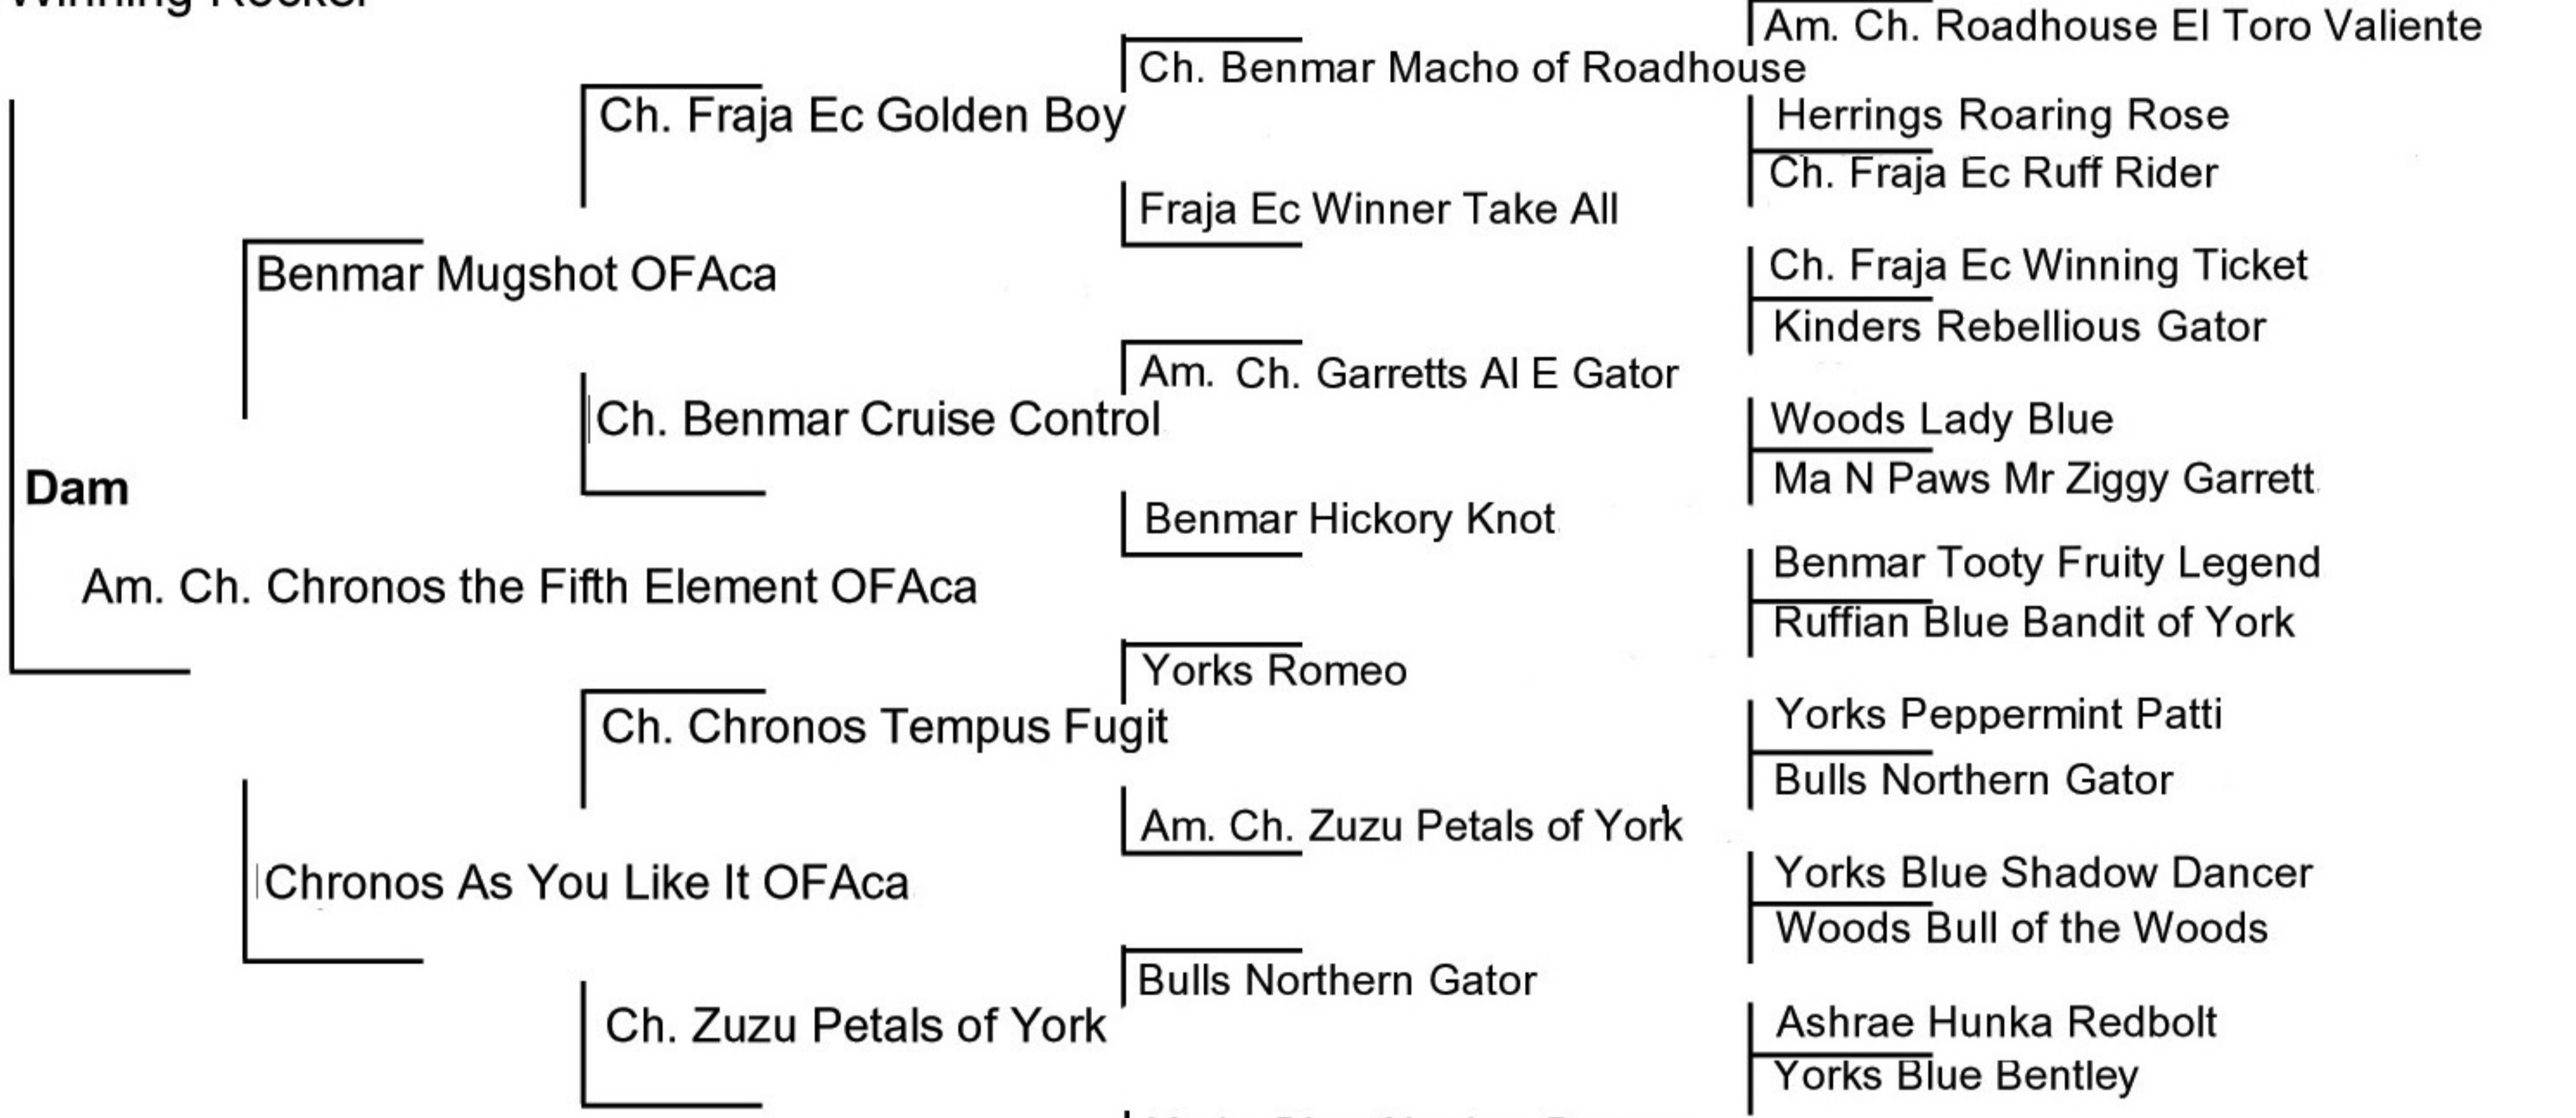 Winning Rocker
Am. Ch. Roadhouse El Toro Valiente
Ch. Benmar Macho of Roadhouse
Ch. Fraja Ec Golden Boy
Herrings Roaring Rose
Ch. Fraja Ec Ruff Rider
Fraja Ec Winner Take All
Benmar Mugshot OFAca
Ch. Fraja Ec Winning Ticket
Kinders Rebellious Gator
Am. Ch. Garretts Al E Gator
Ch. Benmar Cruise Control
Woods Lady Blue
Ma N Paws Mr Ziggy Garrett
Dam
Benmar Hickory Knot
Am. Ch. Chronos the Fifth Element OFAca
Benmar Tooty Fruity Legend
Ruffian Blue Bandit of York
Yorks Romeo
Ch. Chronos Tempus Fugit
Yorks Peppermint Patti
Bulls Northern Gator
Am. Ch. Zuzu Petals of York
Chronos As You Like It OFAca
Yorks Blue Shadow Dancer
Woods Bull of the Woods
Bulls Northern Gator
Ch. Zuzu Petals of York
Ashrae Hunka Redbolt
Yorks Blue Bentley